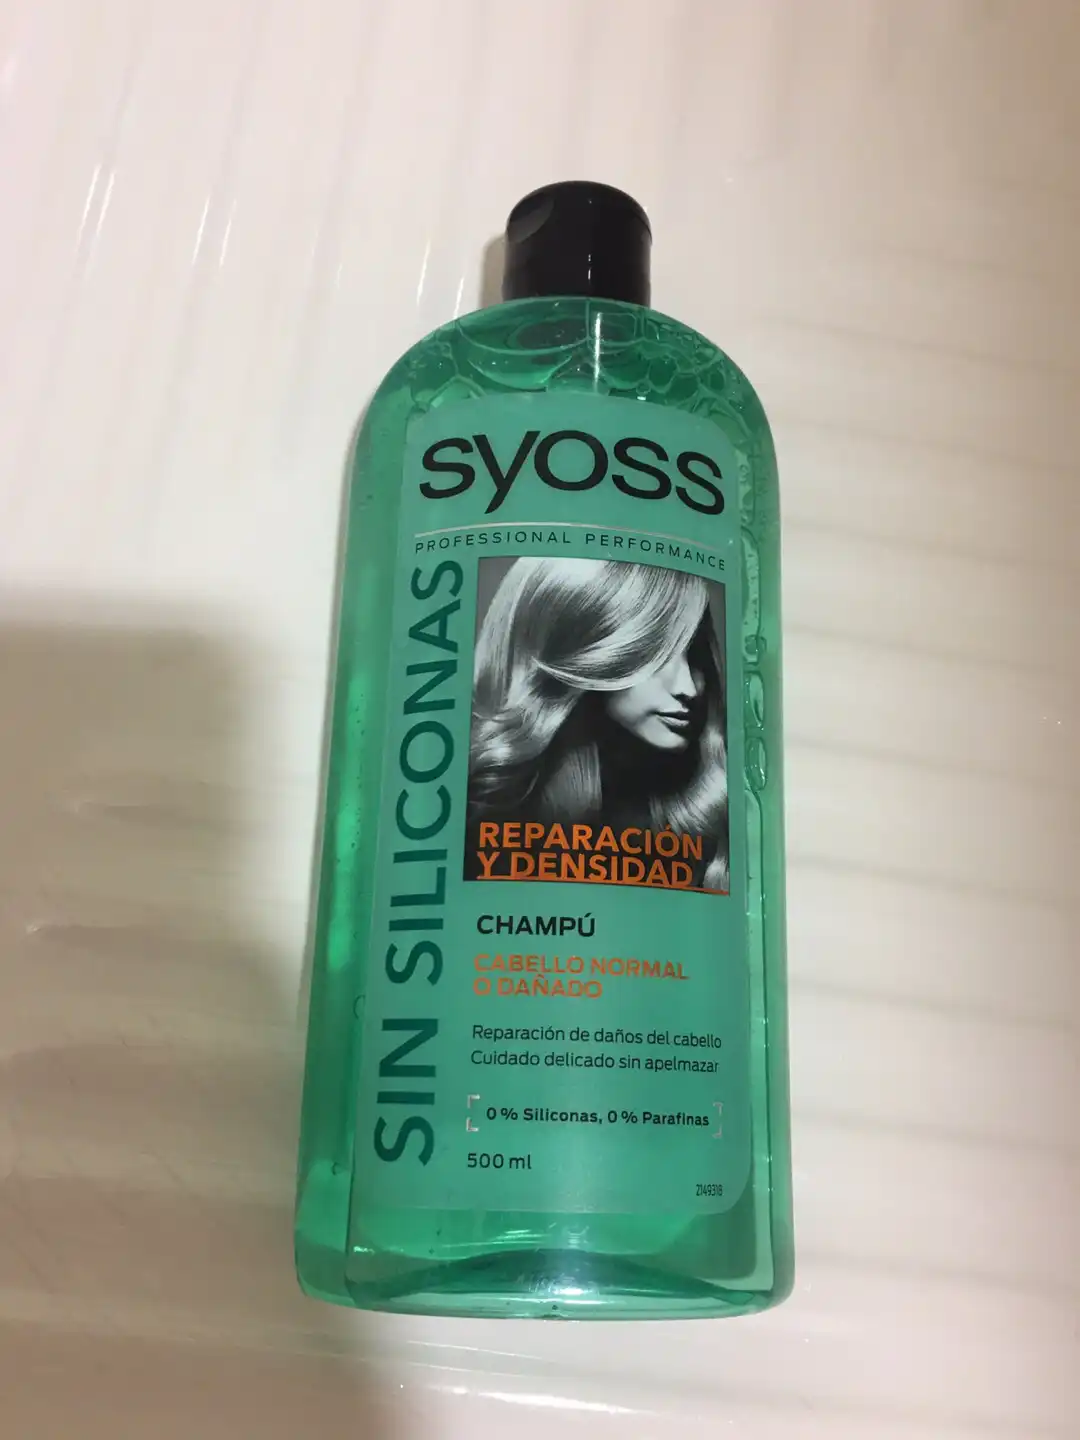 syoss
PROFESSIONAL PERFORMANCE
SIN SILICONAS
REPARACIÓN
Y DENSIDAD
CHAMPÚ
CABELLO NORMAL
O DAÑADO
Reparación de daños del cabello
Cuidado delicado sin apelmazar
0 % Siliconas, 0 % Parafinas
500 ml
2149318